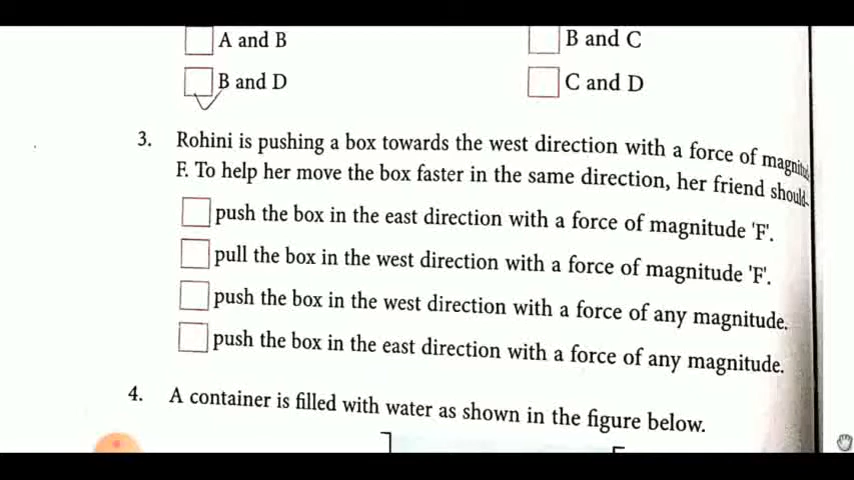 A and B
B and C
B and D
C and D
3. Rohini is pushing a box towards the west direction with a force of
F. To help her move the box faster in the same direction, her friend should
push the box in the east direction with a force of magnitude 'F'.
pull the box in the west direction with a force of magnitude 'F'.
push the box in the west direction with a force of any magnitude.
push the box in the east direction with a force of any magnitude.
4. A container is filled with water as shown in the figure below.